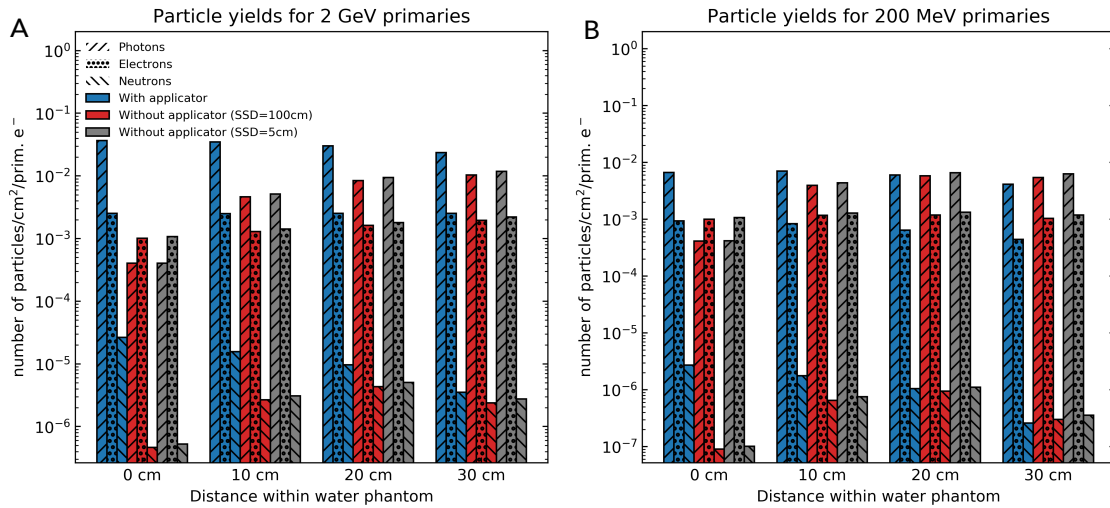 A
Particle yields for 2 GeV primaries
number of particles/cm²/prim. e⁻
10⁰
10⁻¹
10⁻²
10⁻³
10⁻⁴
10⁻⁵
10⁻⁶
Photons
Electrons
Neutrons
With applicator
Without applicator (SSD=100cm)
Without applicator (SSD=5cm)
0 cm 10 cm 20 cm 30 cm
Distance within water phantom
B
Particle yields for 200 MeV primaries
number of particles/cm²/prim. e⁻
10⁰
10⁻¹
10⁻²
10⁻³
10⁻⁴
10⁻⁵
10⁻⁶
10⁻⁷
0 cm 10 cm 20 cm 30 cm
Distance within water phantom